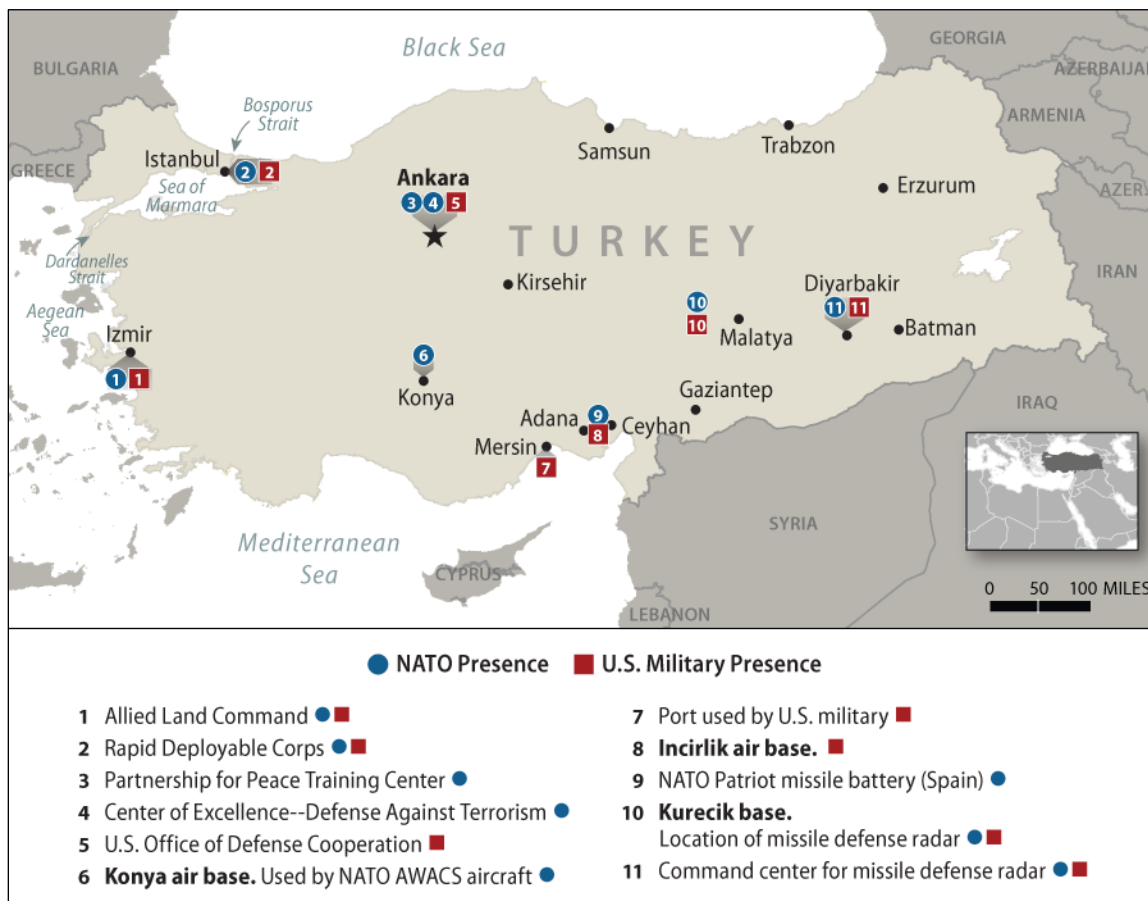 Black Sea
GEORGIA
BULGARIA
AZERBAIJAN
ARMENIA
Bosporus
Strait
Istanbul
2 2
GREECE
Sea of
Marmara
Samsun
Trabzon
Ankara
3 4 5
Erzurum
AZER.
TURKEY
Dardanelles
Strait
IRAN
Kirsehir
Diyarbakir
11 11
Aegean
Sea
10
10
Malatya
Batman
Izmir
1 1
6
Konya
Gaziantep
IRAQ
Adana
9
8
Ceyhan
Mersin
7
SYRIA
Mediterranean
Sea
CYPRUS
LEBANON
0 50 100 MILES
NATO Presence U.S. Military Presence
1 Allied Land Command
2 Rapid Deployable Corps
3 Partnership for Peace Training Center
4 Center of Excellence--Defense Against Terrorism
5 U.S. Office of Defense Cooperation
6 Konya air base. Used by NATO AWACS aircraft
7 Port used by U.S. military
8 Incirlik air base.
9 NATO Patriot missile battery (Spain)
10 Kurecik base.
Location of missile defense radar
11 Command center for missile defense radar